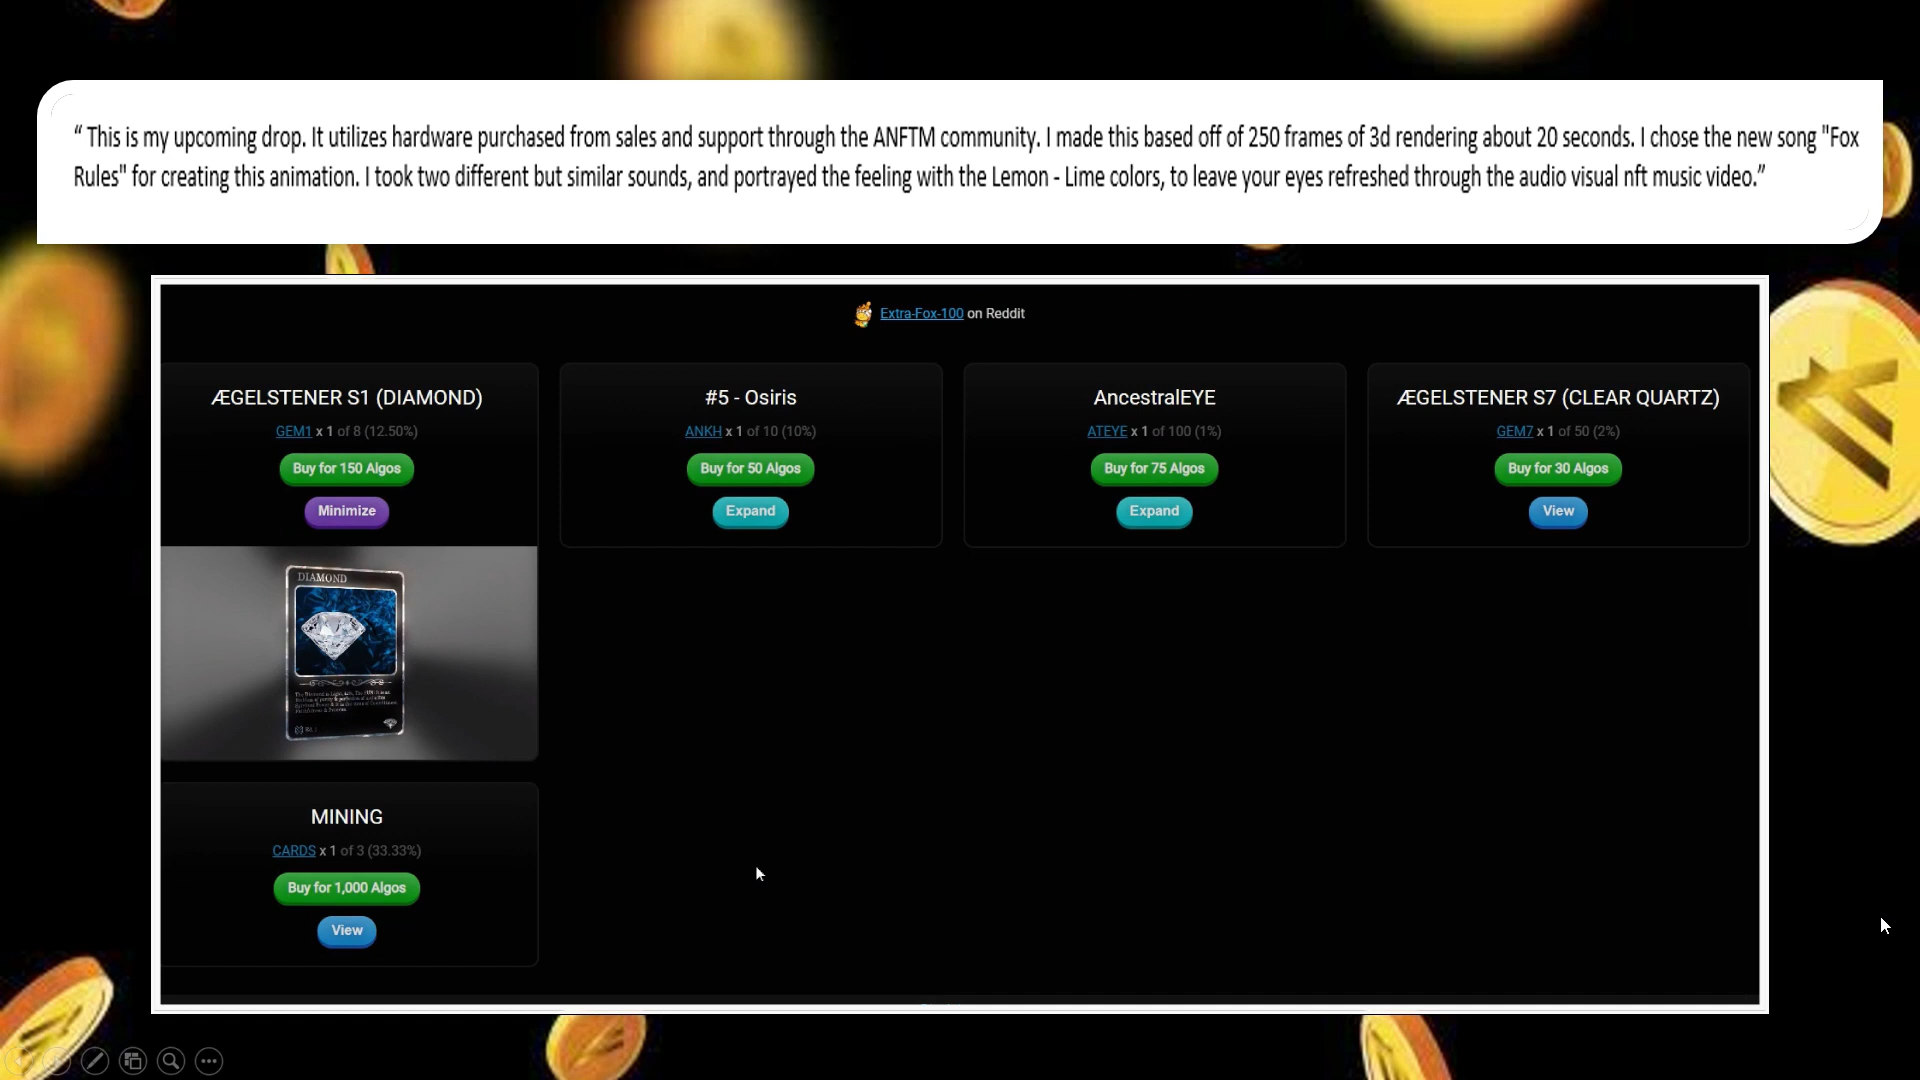 “ This is my upcoming drop. It utilizes hardware purchased from sales and support through the ANFTM community. I made this based off of 250 frames of 3d rendering about 20 seconds. I chose the new song "Fox
Rules" for creating this animation. I took two different but similar sounds, and portrayed the feeling with the Lemon - Lime colors, to leave your eyes refreshed through the audio visual nft music video.”
Extra-Fox-100 on Reddit
ÆGELSTENER S1 (DIAMOND)
GEM1 x 1 of 8 (12.50%)
Buy for 150 Algos
Minimize
DIAMOND
#5 - Osiris
ANKH x 1 of 10 (10%)
Buy for 50 Algos
Expand
AncestralEYE
ATEYE x 1 of 100 (1%)
Buy for 75 Algos
Expand
ÆGELSTENER S7 (CLEAR QUARTZ)
GEM7 x 1 of 50 (2%)
Buy for 30 Algos
View
MINING
CARDS x 1 of 3 (33.33%)
Buy for 1,000 Algos
View